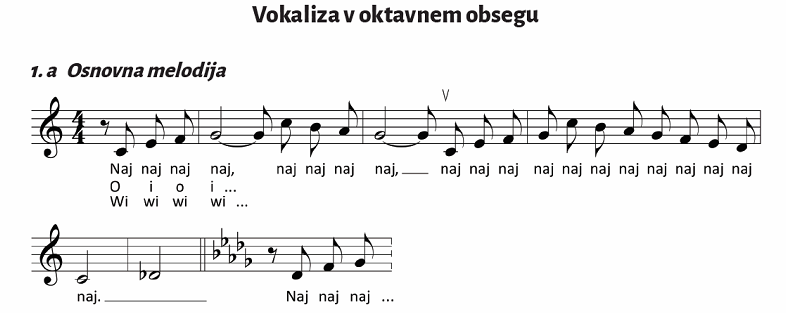 Vokaliza v oktavnem obsegu
1. a Osnovna melodija
Naj naj naj naj, naj naj naj naj, naj naj naj naj naj naj naj naj naj naj naj
O i o i ...
Wi wi wi wi ...
naj. Naj naj naj ...